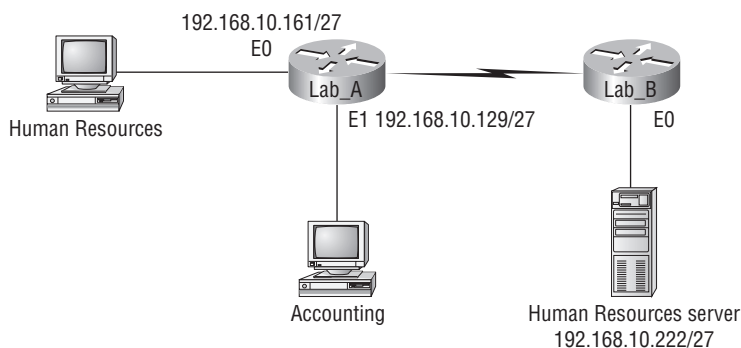 192.168.10.161/27
E0
Lab_A
Lab_B
Human Resources
E1 192.168.10.129/27
E0
Accounting
Human Resources server
192.168.10.222/27